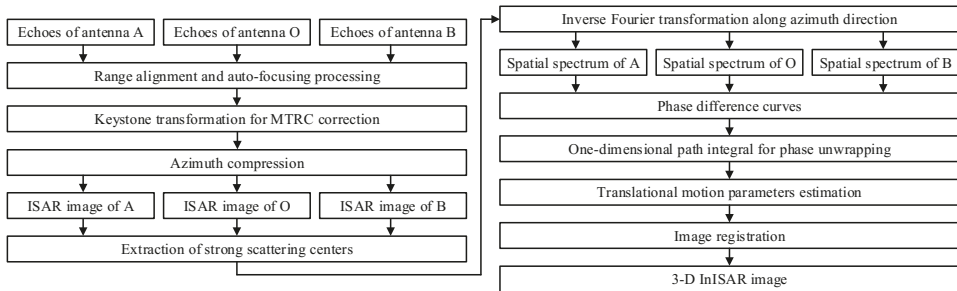 Echoes of antenna A
Echoes of antenna O
Echoes of antenna B
Range alignment and auto-focusing processing
Keystone transformation for MTRC correction
Azimuth compression
ISAR image of A
ISAR image of O
ISAR image of B
Extraction of strong scattering centers
Inverse Fourier transformation along azimuth direction
Spatial spectrum of A
Spatial spectrum of O
Spatial spectrum of B
Phase difference curves
One-dimensional path integral for phase unwrapping
Translational motion parameters estimation
Image registration
3-D InISAR image